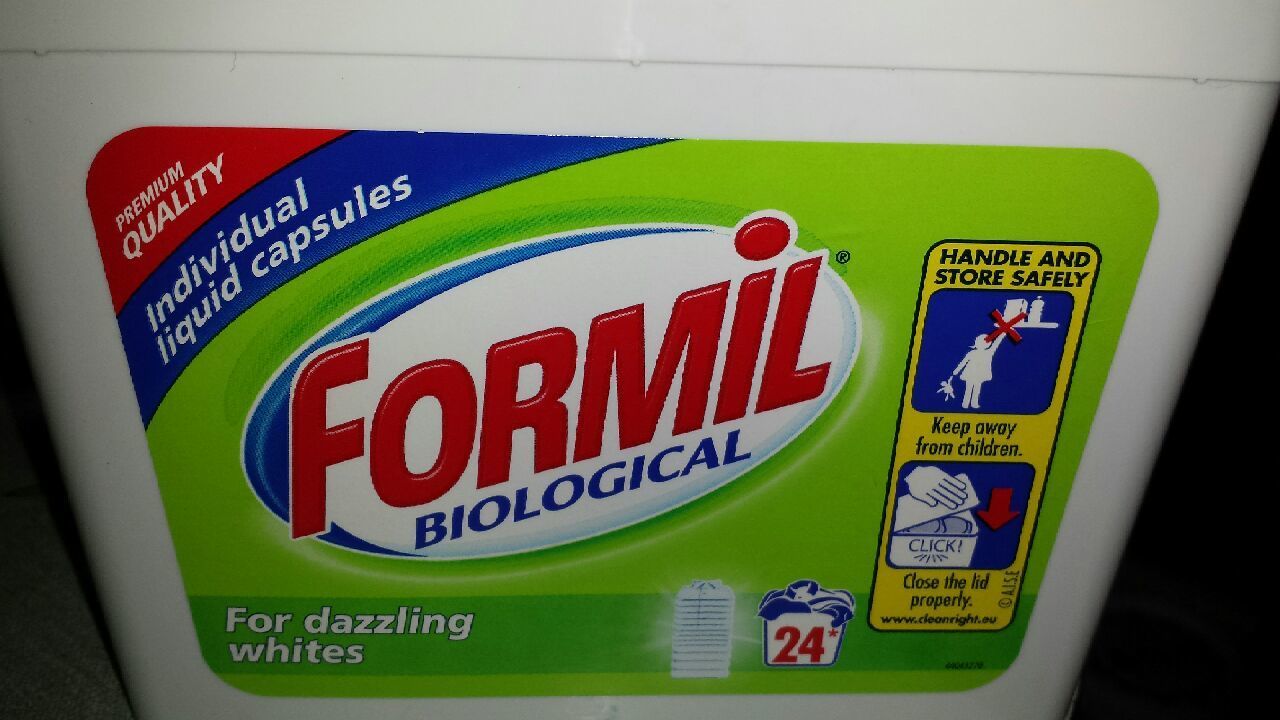 PREMIUM
QUALITY
Individual
liquid capsules
FORMIL
®
BIOLOGICAL
For dazzling
whites
24*
HANDLE AND
STORE SAFELY
Keep away
from children.
CLICK!
Close the lid
properly.
© A.I.S.E
www.cleanright.eu